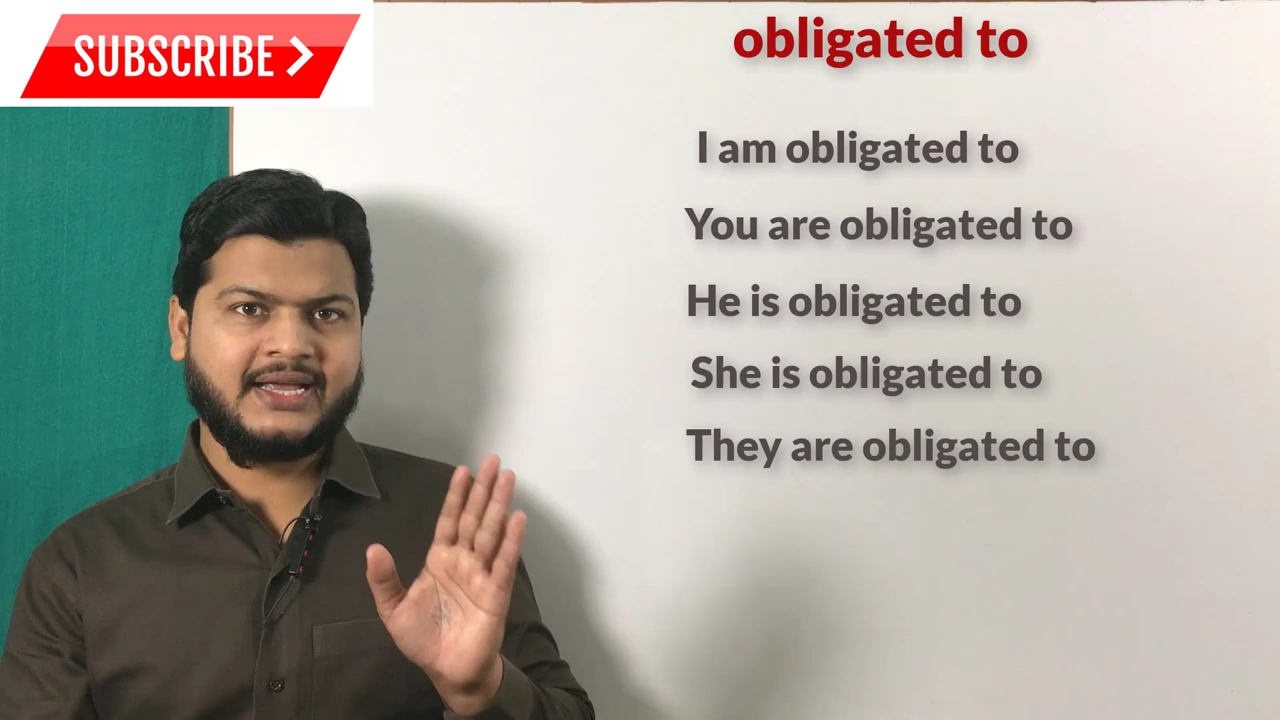 SUBSCRIBE
obligated to
I am obligated to
You are obligated to
He is obligated to
She is obligated to
They are obligated to